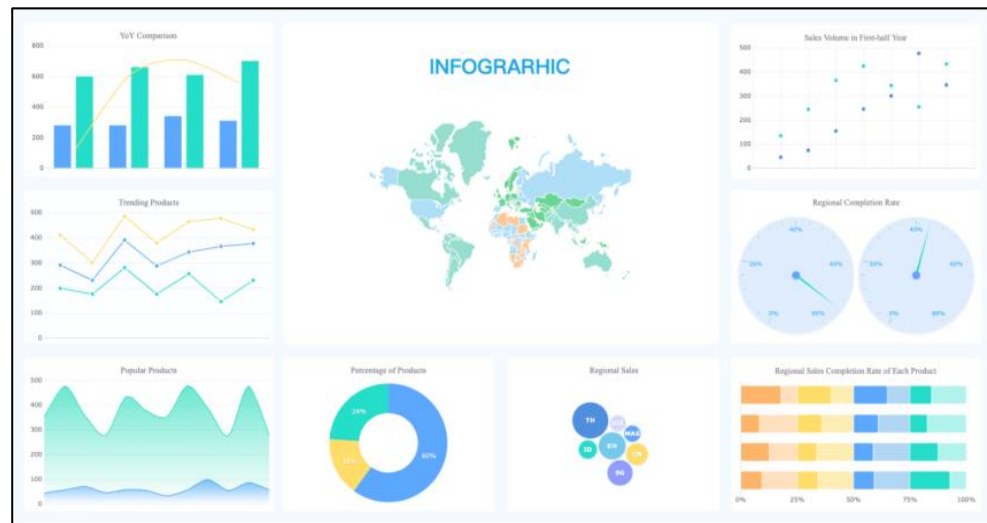 YoY Comparison
800
600
400
200
0
INFOGRARHIC
Sales Volume in First-half Year
500
400
300
200
100
0
Trending Products
500
400
300
200
100
0
Regional Completion Rate
40%
20%
0%
80%
40%
60%
0%
80%
Popular Products
500
400
300
200
100
0
Percentage of Products
24%
60%
Regional Sales
TH
MAS
SD
KH
CN
SG
Regional Sales Completion Rate of Each Product
0%
25%
50%
75%
100%